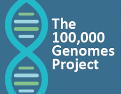 The
100,000
Genomes
Project